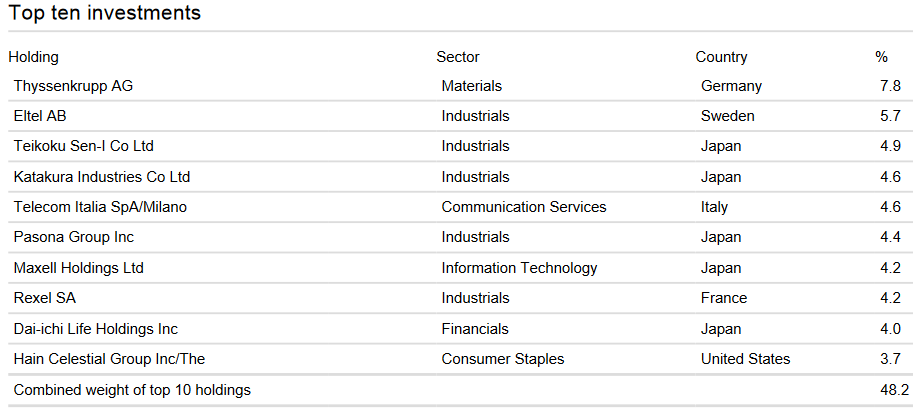 Top ten investments
Holding Sector Country %
Thyssenkrupp AG Materials Germany 7.8
Eltel AB Industrials Sweden 5.7
Teikoku Sen-I Co Ltd Industrials Japan 4.9
Katakura Industries Co Ltd Industrials Japan 4.6
Telecom Italia SpA/Milano Communication Services Italy 4.6
Pasona Group Inc Industrials Japan 4.4
Maxell Holdings Ltd Information Technology Japan 4.2
Rexel SA Industrials France 4.2
Dai-ichi Life Holdings Inc Financials Japan 4.0
Hain Celestial Group Inc/The Consumer Staples United States 3.7
Combined weight of top 10 holdings 48.2